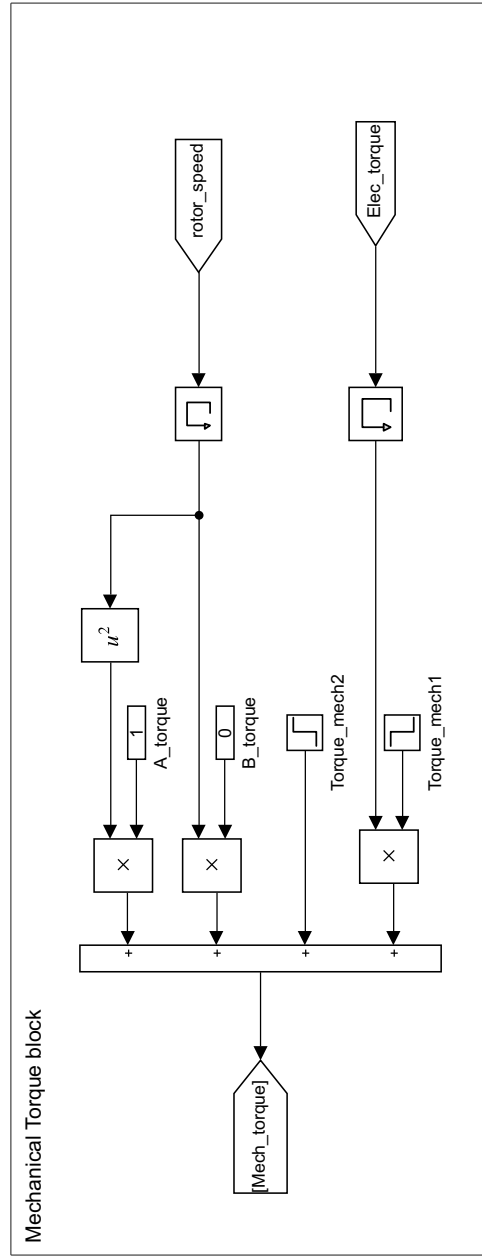 Mechanical Torque block
rotor_speed
Elec_torque
u²
1
A_torque
0
B_torque
Torque_mech2
Torque_mech1
×
×
×
+
+
+
+
[Mech_torque]